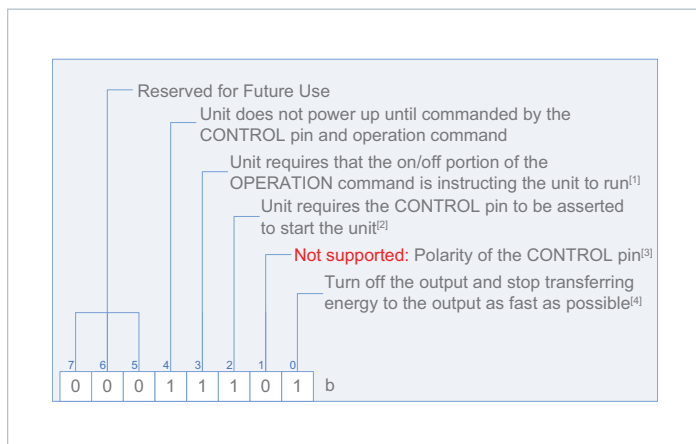 Reserved for Future Use
Unit does not power up until commanded by the
CONTROL pin and operation command
Unit requires that the on/off portion of the
OPERATION command is instructing the unit to run[1]
Unit requires the CONTROL pin to be asserted
to start the unit[2]
Not supported: Polarity of the CONTROL pin[3]
Turn off the output and stop transferring
energy to the output as fast as possible[4]
7 6 5 4 3 2 1 0
0 0 0 1 1 1 0 1 b